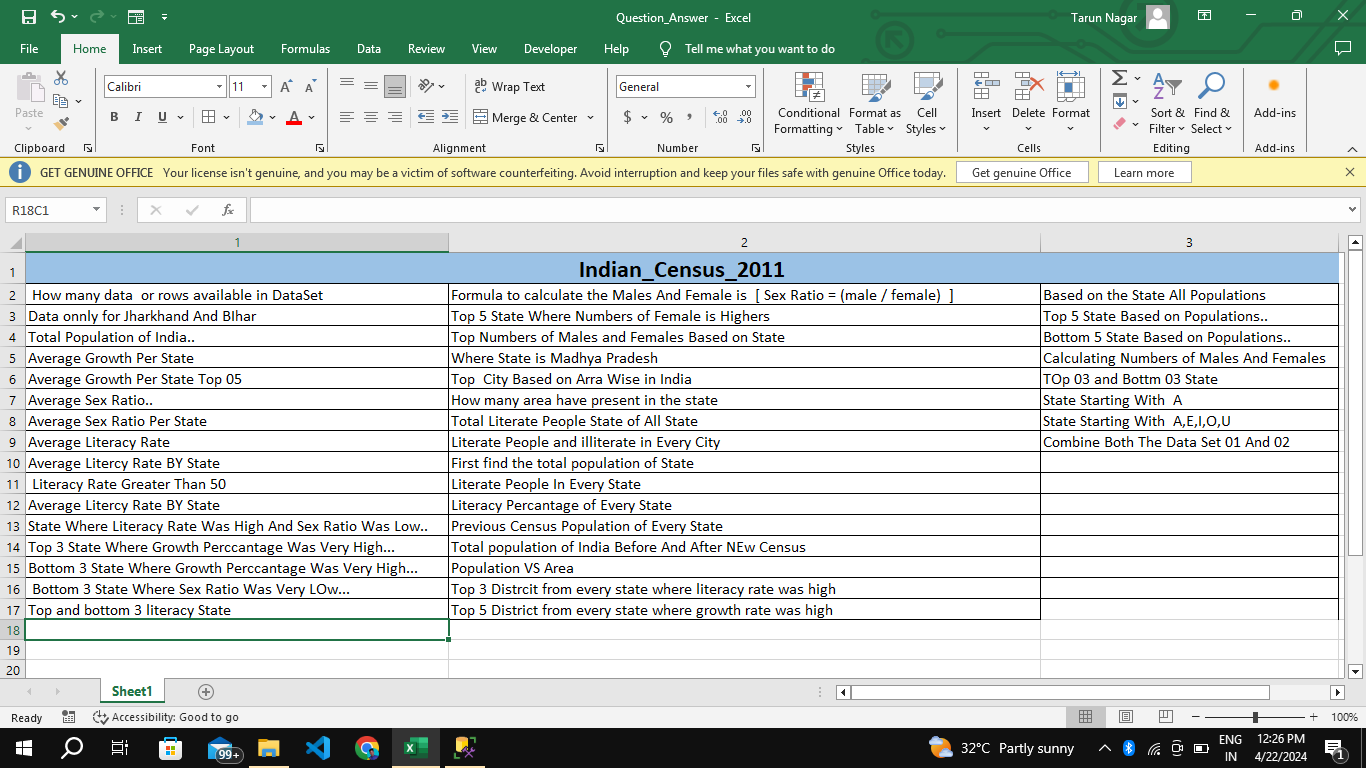 Question_Answer - Excel
Tarun Nagar
File Home Insert Page Layout Formulas Data Review View Developer Help Tell me what you want to do
Paste
Calibri 11
B I U
A A
ab Wrap Text
Merge & Center
General
$ % ,
Conditional Formatting
Format as Table
Cell Styles
Insert Delete Format
Sort & Filter
Find & Select
Add-ins
Clipboard Font Alignment Number Styles Cells Editing Add-ins
GET GENUINE OFFICE Your license isn't genuine, and you may be a victim of software counterfeiting. Avoid interruption and keep your files safe with genuine Office today. Get genuine Office Learn more
R18C1 fx
1 2 3
1 Indian_Census_2011
2 How many data or rows available in DataSet Formula to calculate the Males And Female is [ Sex Ratio = (male / female) ] Based on the State All Populations
3 Data onnly for Jharkhand And BIhar Top 5 State Where Numbers of Female is Highers Top 5 State Based on Populations..
4 Total Population of India.. Top Numbers of Males and Females Based on State Bottom 5 State Based on Populations..
5 Average Growth Per State Where State is Madhya Pradesh Calculating Numbers of Males And Females
6 Average Growth Per State Top 05 Top City Based on Arra Wise in India TOp 03 and Bottm 03 State
7 Average Sex Ratio.. How many area have present in the state State Starting With A
8 Average Sex Ratio Per State Total Literate People State of All State State Starting With A,E,I,O,U
9 Average Literacy Rate Literate People and illiterate in Every City Combine Both The Data Set 01 And 02
10 Average Litercy Rate BY State First find the total population of State
11 Literacy Rate Greater Than 50 Literate People In Every State
12 Average Litercy Rate BY State Literacy Percentage of Every State
13 State Where Literacy Rate Was High And Sex Ratio Was Low.. Previous Census Population of Every State
14 Top 3 State Where Growth Perccantage Was Very High... Total population of India Before And After NEw Census
15 Bottom 3 State Where Growth Perccantage Was Very High... Population VS Area
16 Bottom 3 State Where Sex Ratio Was Very LOw... Top 3 Distrcit from every state where literacy rate was high
17 Top and bottom 3 literacy State Top 5 District from every state where growth rate was high
18
19
20
Sheet1
Ready Accessibility: Good to go 100%
99+ 32°C Partly sunny ENG IN 12:26 PM 4/22/2024 1